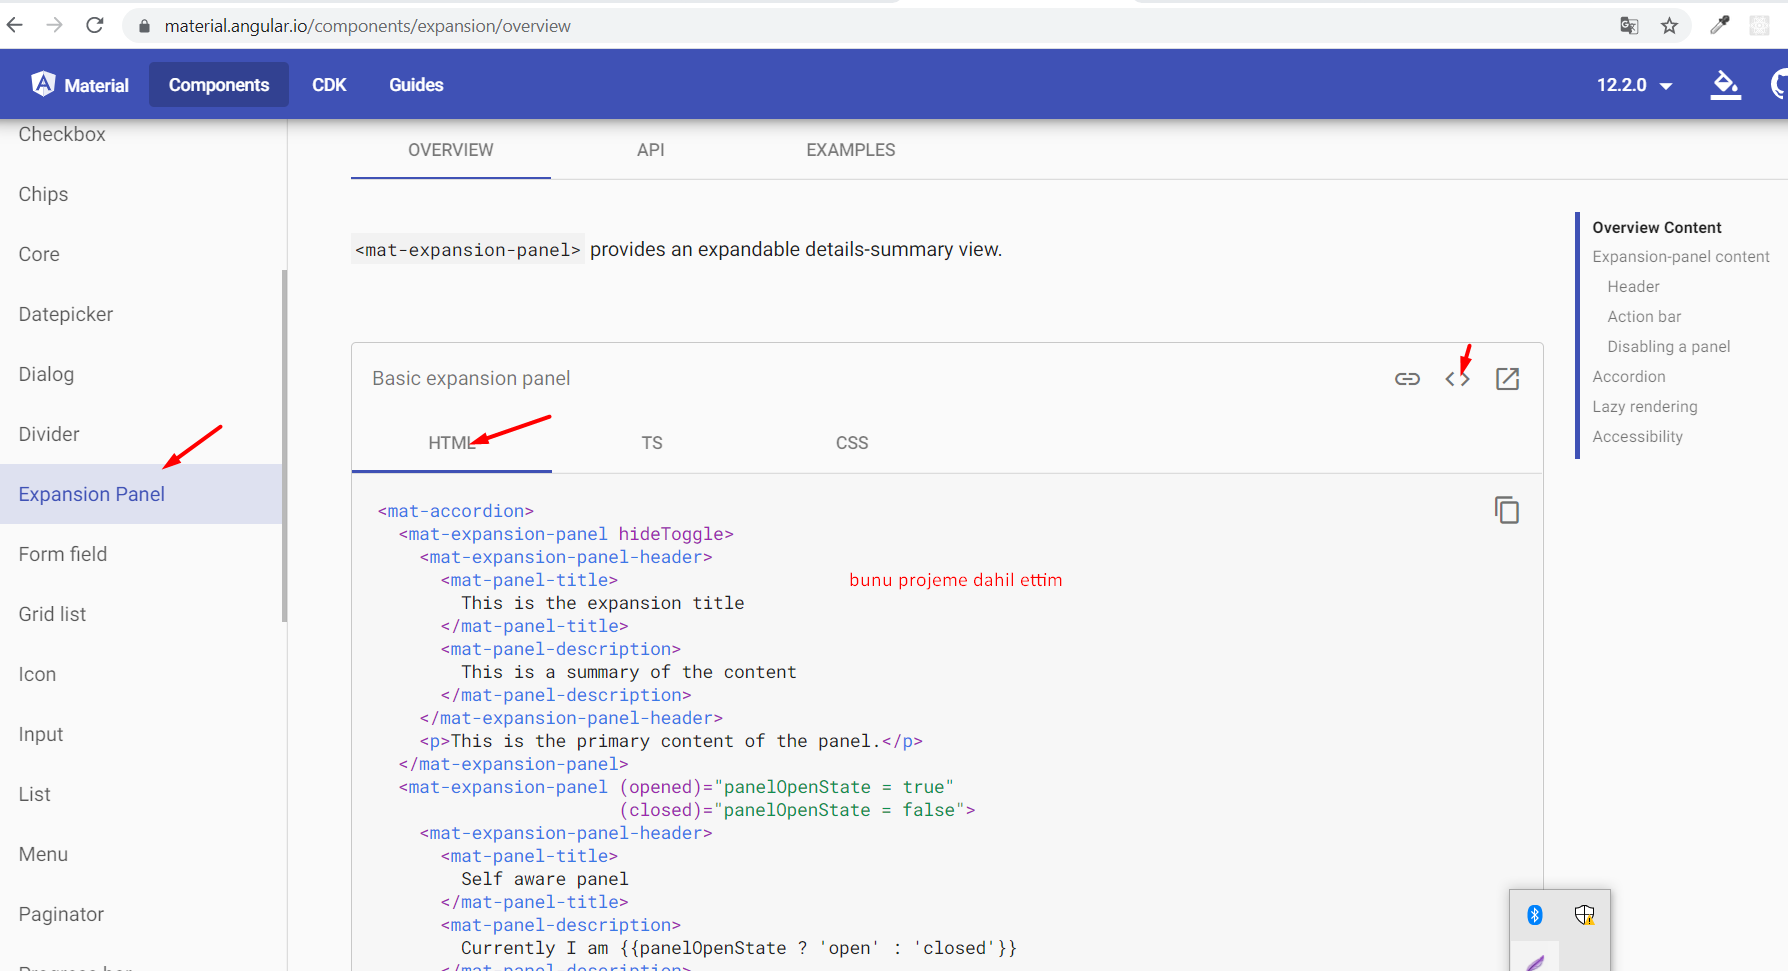 material.angular.io/components/expansion/overview
Material
Components
CDK
Guides
12.2.0
Checkbox
Chips
Core
Datepicker
Dialog
Divider
Expansion Panel
Form field
Grid list
Icon
Input
List
Menu
Paginator
OVERVIEW
API
EXAMPLES
<mat-expansion-panel> provides an expandable details-summary view.
Basic expansion panel
HTML
TS
CSS
<mat-accordion>
<mat-expansion-panel hideToggle>
<mat-expansion-panel-header>
<mat-panel-title>
This is the expansion title
</mat-panel-title>
<mat-panel-description>
This is a summary of the content
</mat-panel-description>
</mat-expansion-panel-header>
<p>This is the primary content of the panel.</p>
</mat-expansion-panel>
<mat-expansion-panel (opened)="panelOpenState = true"
(closed)="panelOpenState = false">
<mat-expansion-panel-header>
<mat-panel-title>
Self aware panel
</mat-panel-title>
<mat-panel-description>
Currently I am {{panelOpenState ? 'open' : 'closed'}}
</mat-panel-description>
bunu projeme dahil ettim
Overview Content
Expansion-panel content
Header
Action bar
Disabling a panel
Accordion
Lazy rendering
Accessibility